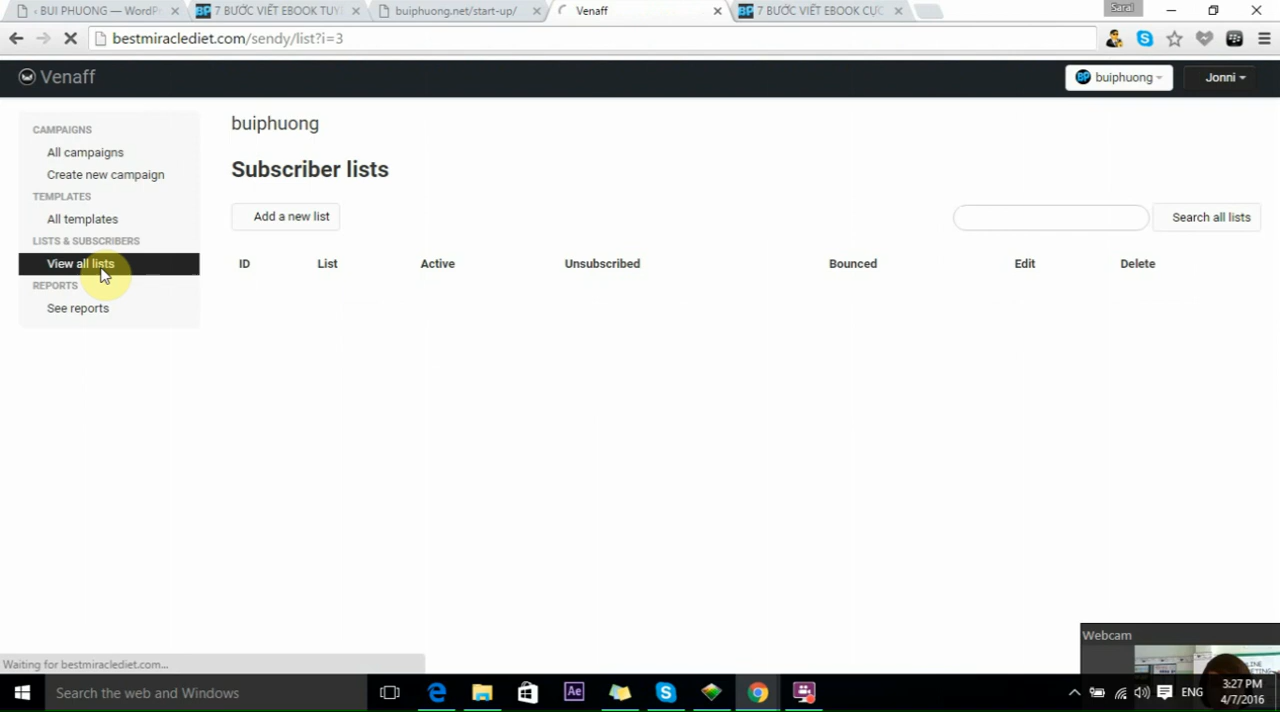 ‹ BUI PHUONG — WordP
7 BƯỚC VIẾT EBOOK TUYỆ
buiphuong.net/start-up/
Venaff
7 BƯỚC VIẾT EBOOK CỰC
Saral
bestmiraclediet.com/sendy/list?i=3
Venaff
buiphuong
Jonni
CAMPAIGNS
All campaigns
Create new campaign
TEMPLATES
All templates
LISTS & SUBSCRIBERS
View all lists
REPORTS
See reports
buiphuong
Subscriber lists
Add a new list
Search all lists
ID List Active Unsubscribed Bounced Edit Delete
Waiting for bestmiraclediet.com...
Webcam
Search the web and Windows
ENG
3:27 PM
4/7/2016